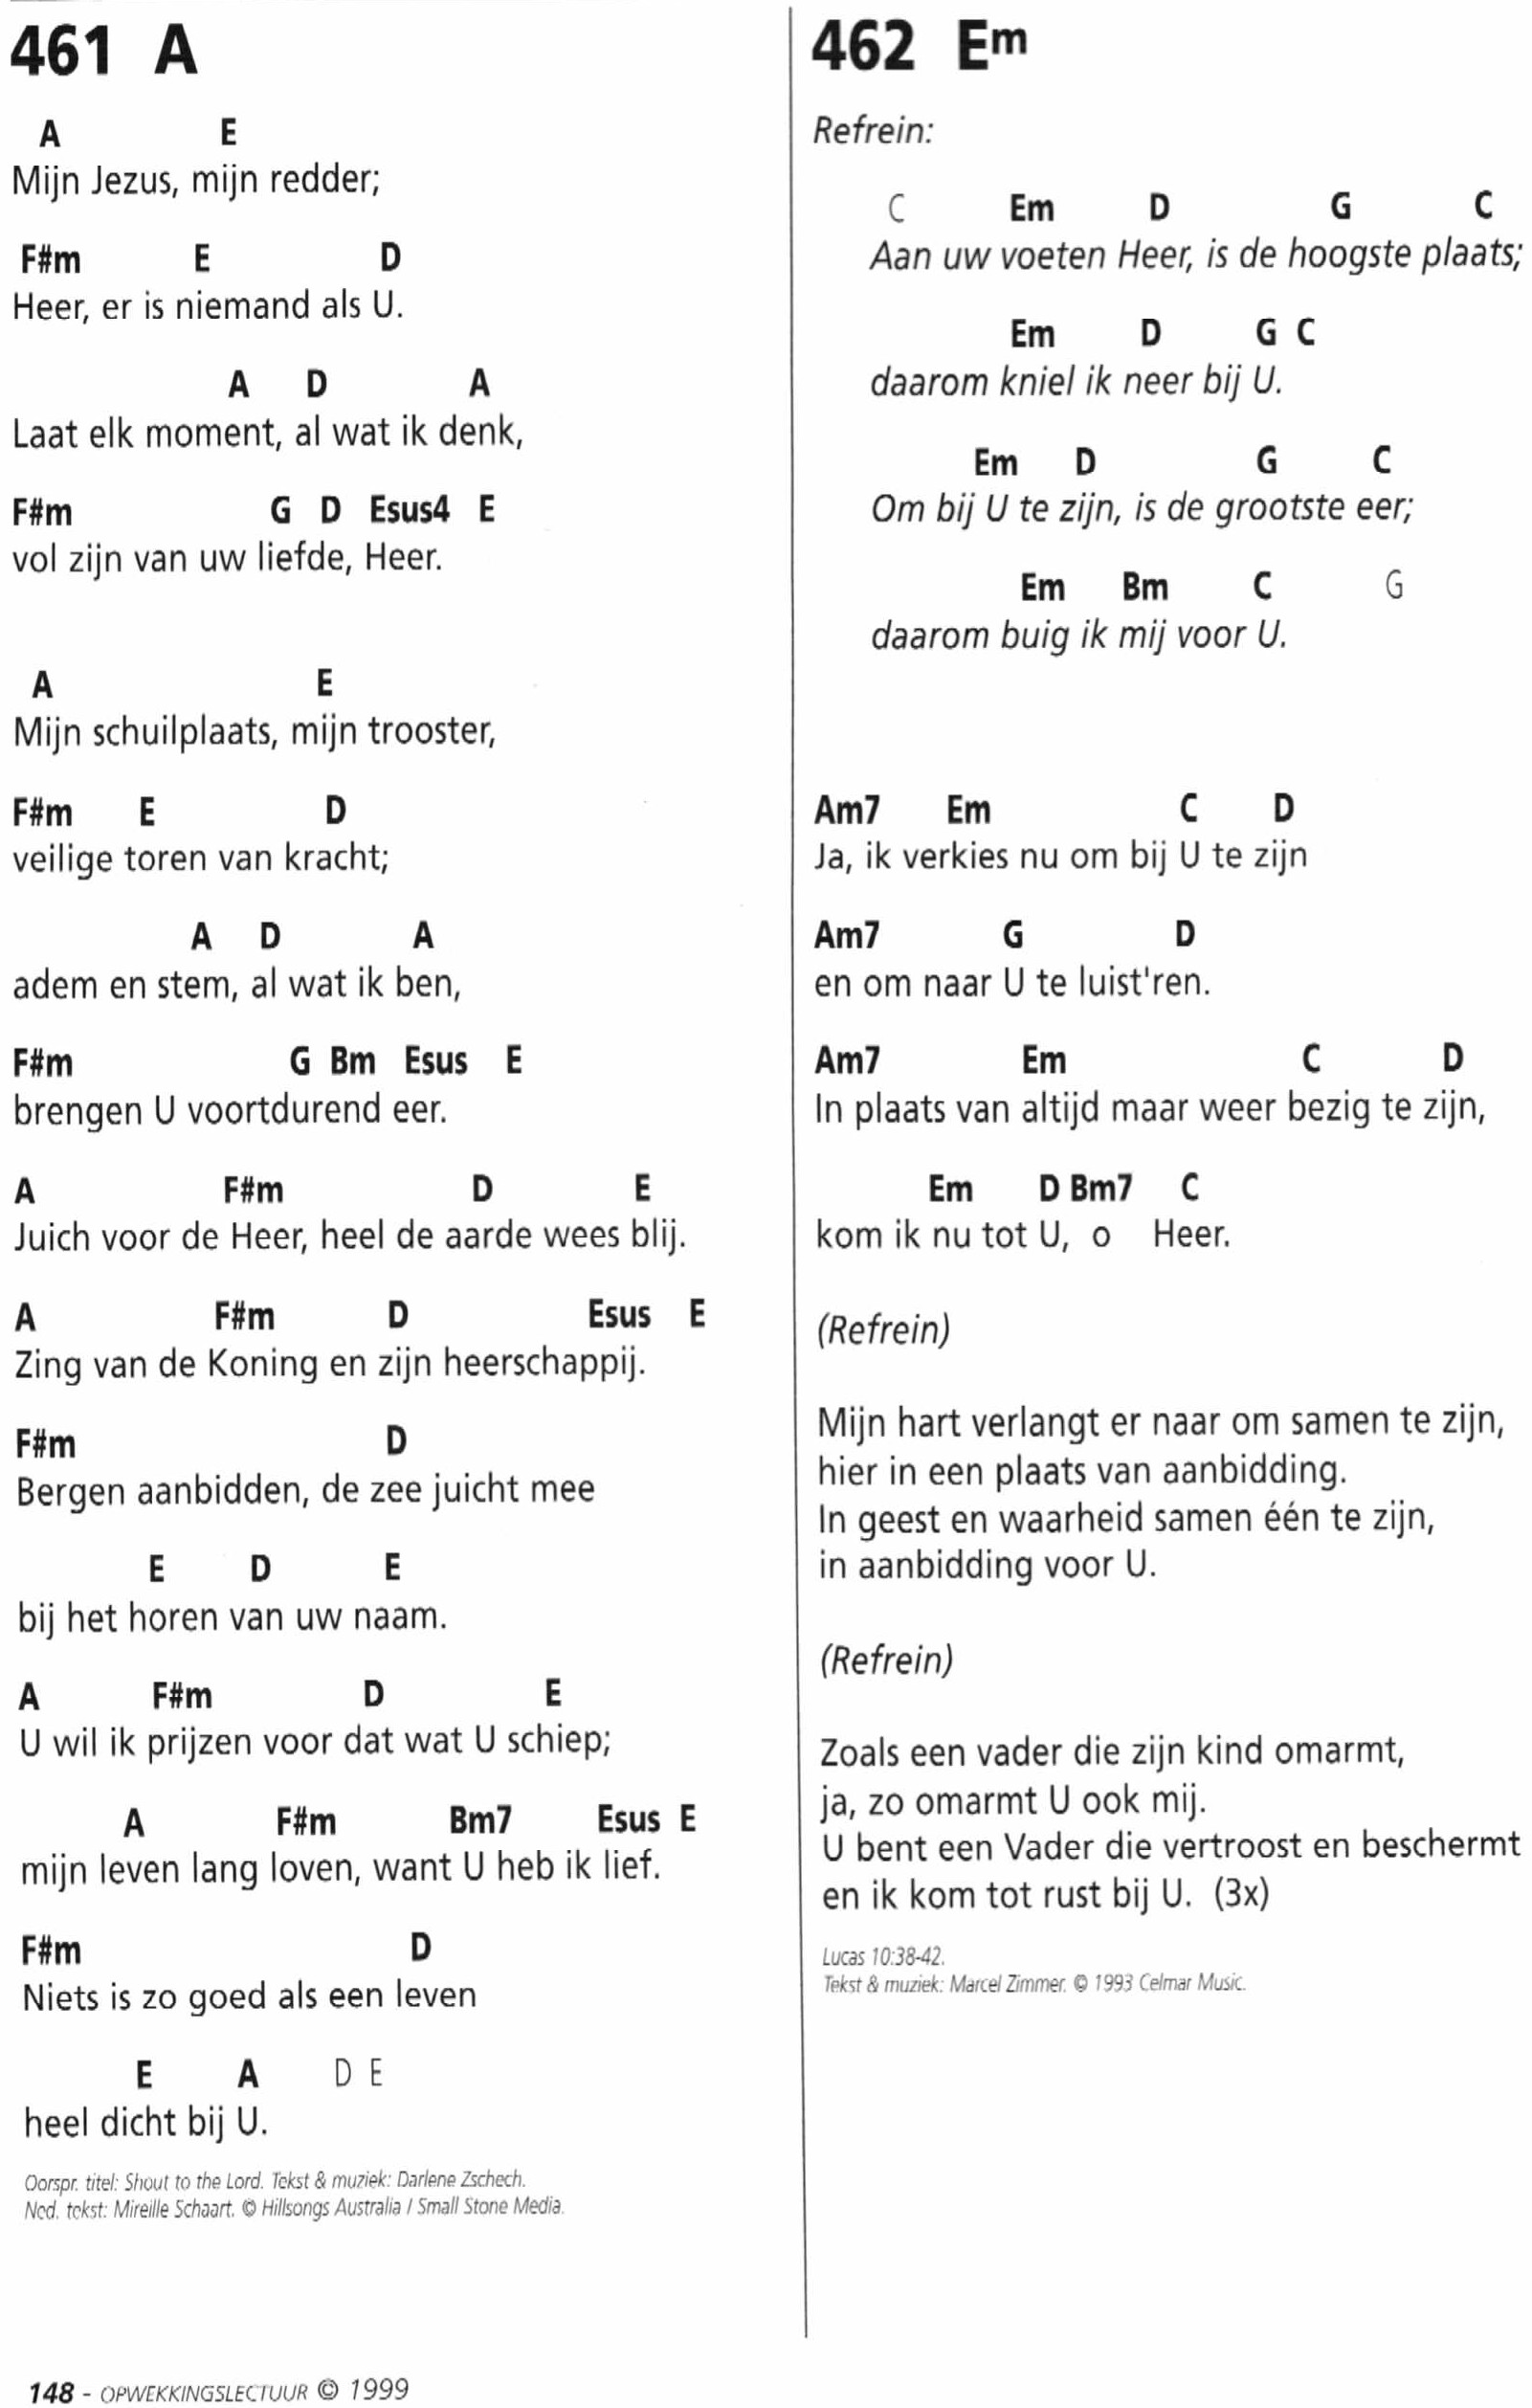 461 A
A E
Mijn Jezus, mijn redder;
F#m E D
Heer, er is niemand als U.
A D A
Laat elk moment, al wat ik denk,
F#m G D Esus4 E
vol zijn van uw liefde, Heer.
A E
Mijn schuilplaats, mijn trooster,
F#m E D
veilige toren van kracht;
A D A
adem en stem, al wat ik ben,
F#m G Bm Esus E
brengen U voortdurend eer.
A F#m D E
Juich voor de Heer, heel de aarde wees blij.
A F#m D Esus E
Zing van de Koning en zijn heerschappij.
F#m D
Bergen aanbidden, de zee juicht mee
E D E
bij het horen van uw naam.
A F#m D E
U wil ik prijzen voor dat wat U schiep;
A F#m Bm7 Esus E
mijn leven lang loven, want U heb ik lief.
F#m D
Niets is zo goed als een leven
E A D E
heel dicht bij U.
Oorspr. titel: Shout to the Lord. Tekst & muziek: Darlene Zschech.
Ned. tekst: Mireille Schaart. © Hillsongs Australia / Small Stone Media.
462 Em
Refrein:
C Em D G C
Aan uw voeten Heer, is de hoogste plaats;
Em D G C
daarom kniel ik neer bij U.
Em D G C
Om bij U te zijn, is de grootste eer;
Em Bm C G
daarom buig ik mij voor U.
Am7 Em C D
Ja, ik verkies nu om bij U te zijn
Am7 G D
en om naar U te luist'ren.
Am7 Em C D
In plaats van altijd maar weer bezig te zijn,
Em D Bm7 C
kom ik nu tot U, o Heer.
(Refrein)
Mijn hart verlangt er naar om samen te zijn,
hier in een plaats van aanbidding.
In geest en waarheid samen één te zijn,
in aanbidding voor U.
(Refrein)
Zoals een vader die zijn kind omarmt,
ja, zo omarmt U ook mij.
U bent een Vader die vertroost en beschermt
en ik kom tot rust bij U. (3x)
Lucas 10:38-42.
Tekst & muziek: Marcel Zimmer. © 1993 Celmar Music.
148 - OPWEKKINGSLECTUUR © 1999